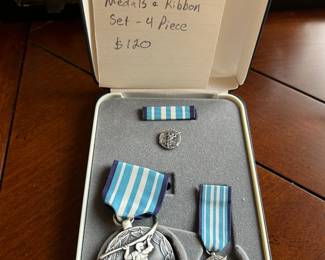 Medals & Ribbon
Set - 4 Piece
$120